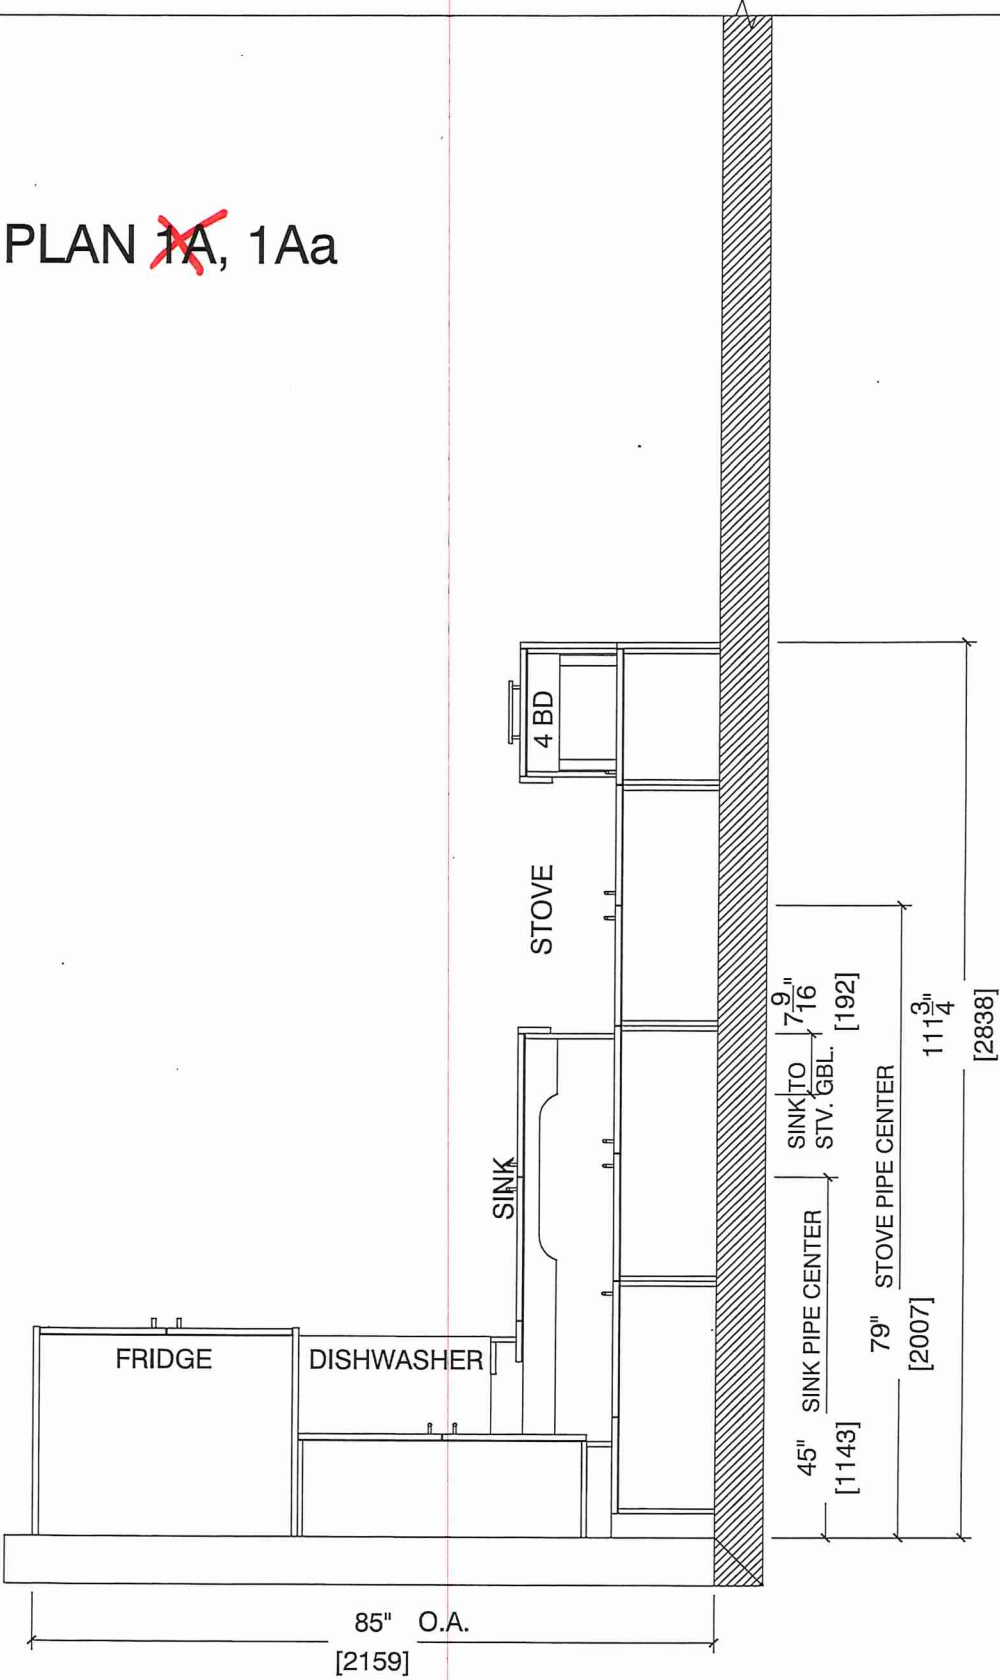 PLAN 1A, 1Aa
4 BD
STOVE
SINK
FRIDGE
DISHWASHER
7 9/16"
[192]
SINK TO
STV. GBL.
111 3/4"
[2838]
79" STOVE PIPE CENTER
[2007]
45" SINK PIPE CENTER
[1143]
85" O.A.
[2159]